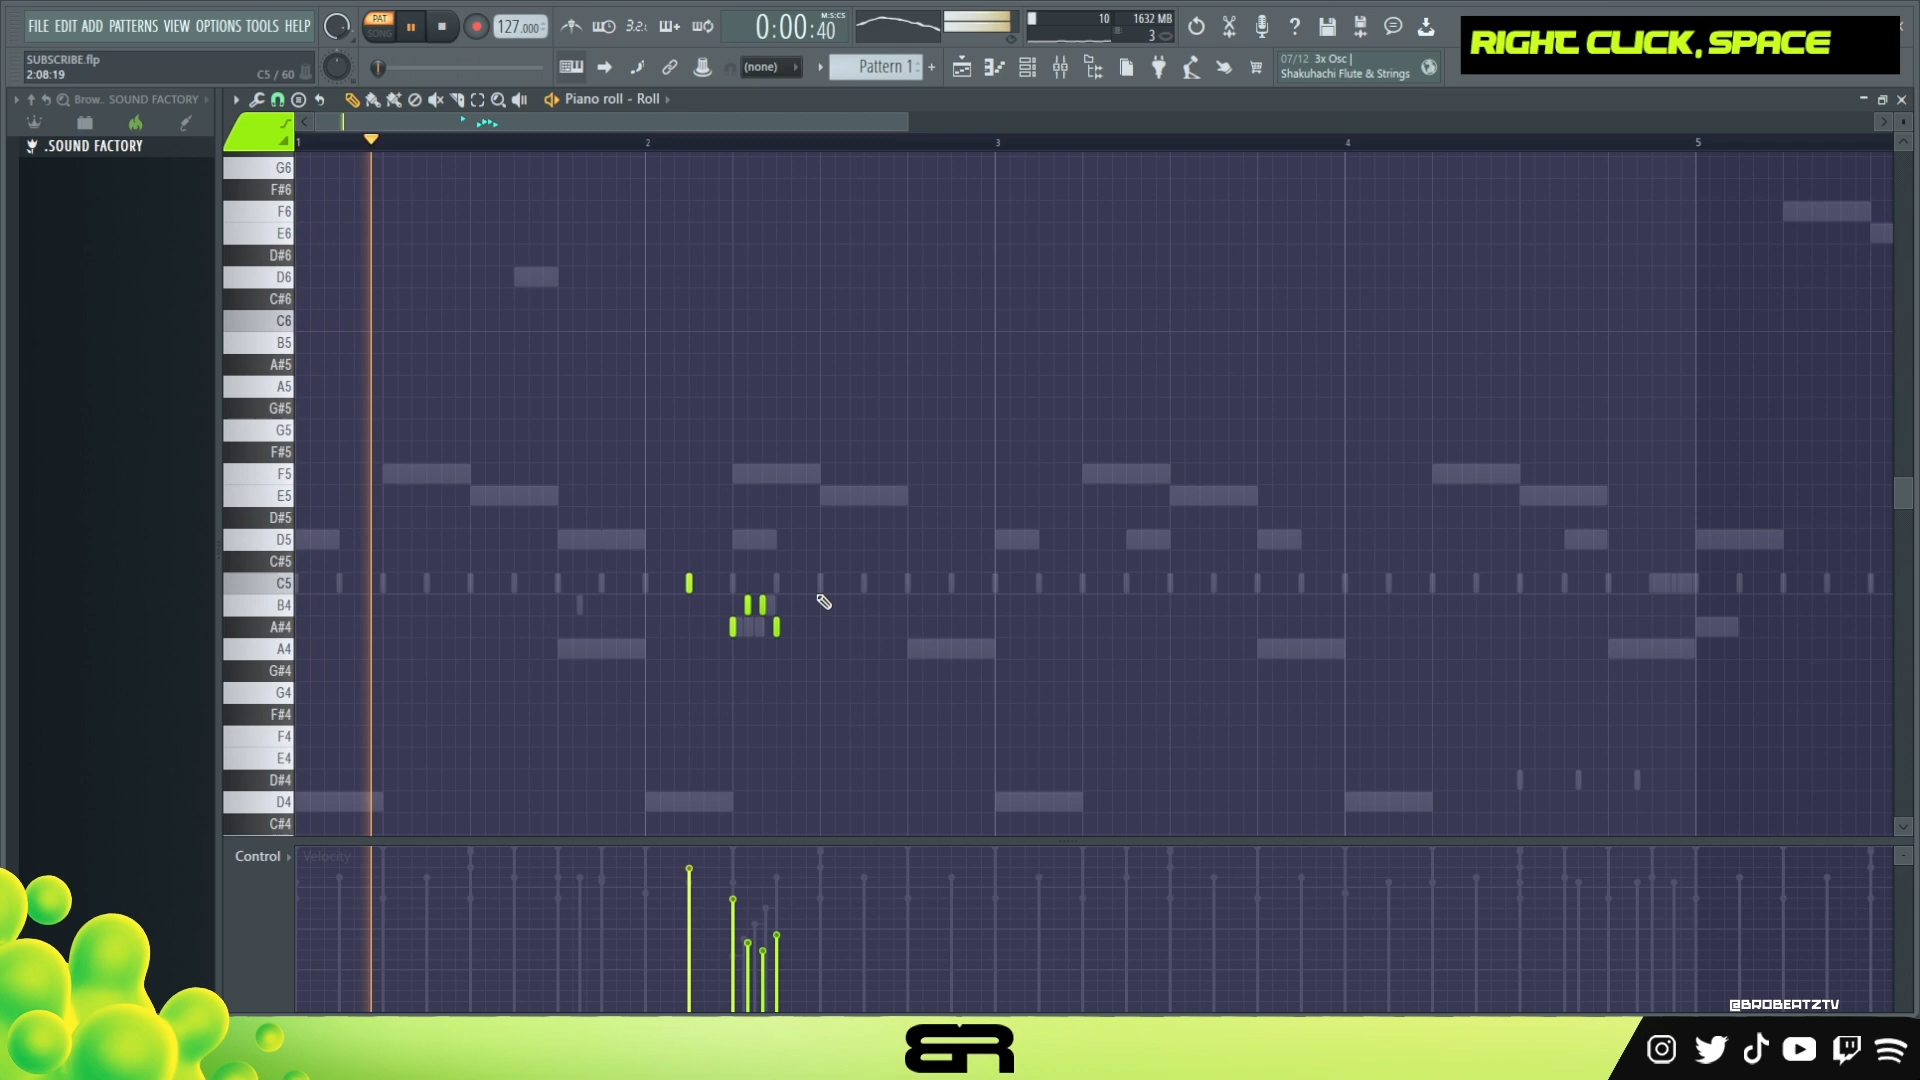 FILE EDIT ADD PATTERNS VIEW OPTIONS TOOLS HELP
PAT
SONG
127.000
3.2:
0:00:40
M:S:CS
10
1632 MB
3
RIGHT CLICK, SPACE
SUBSCRIBE.flp
2:08:19
C5 / 60
(none)
Pattern 1
07/12 3x Osc |
Shakuhachi Flute & Strings
Brow.. SOUND FACTORY
Piano roll - Roll
.SOUND FACTORY
1 2 3 4 5
G6
F#6
F6
E6
D#6
D6
C#6
C6
B5
A#5
A5
G#5
G5
F#5
F5
E5
D#5
D5
C#5
C5
B4
A#4
A4
G#4
G4
F#4
F4
E4
D#4
D4
C#4
Control
Velocity
@BROBEATZTV
BR